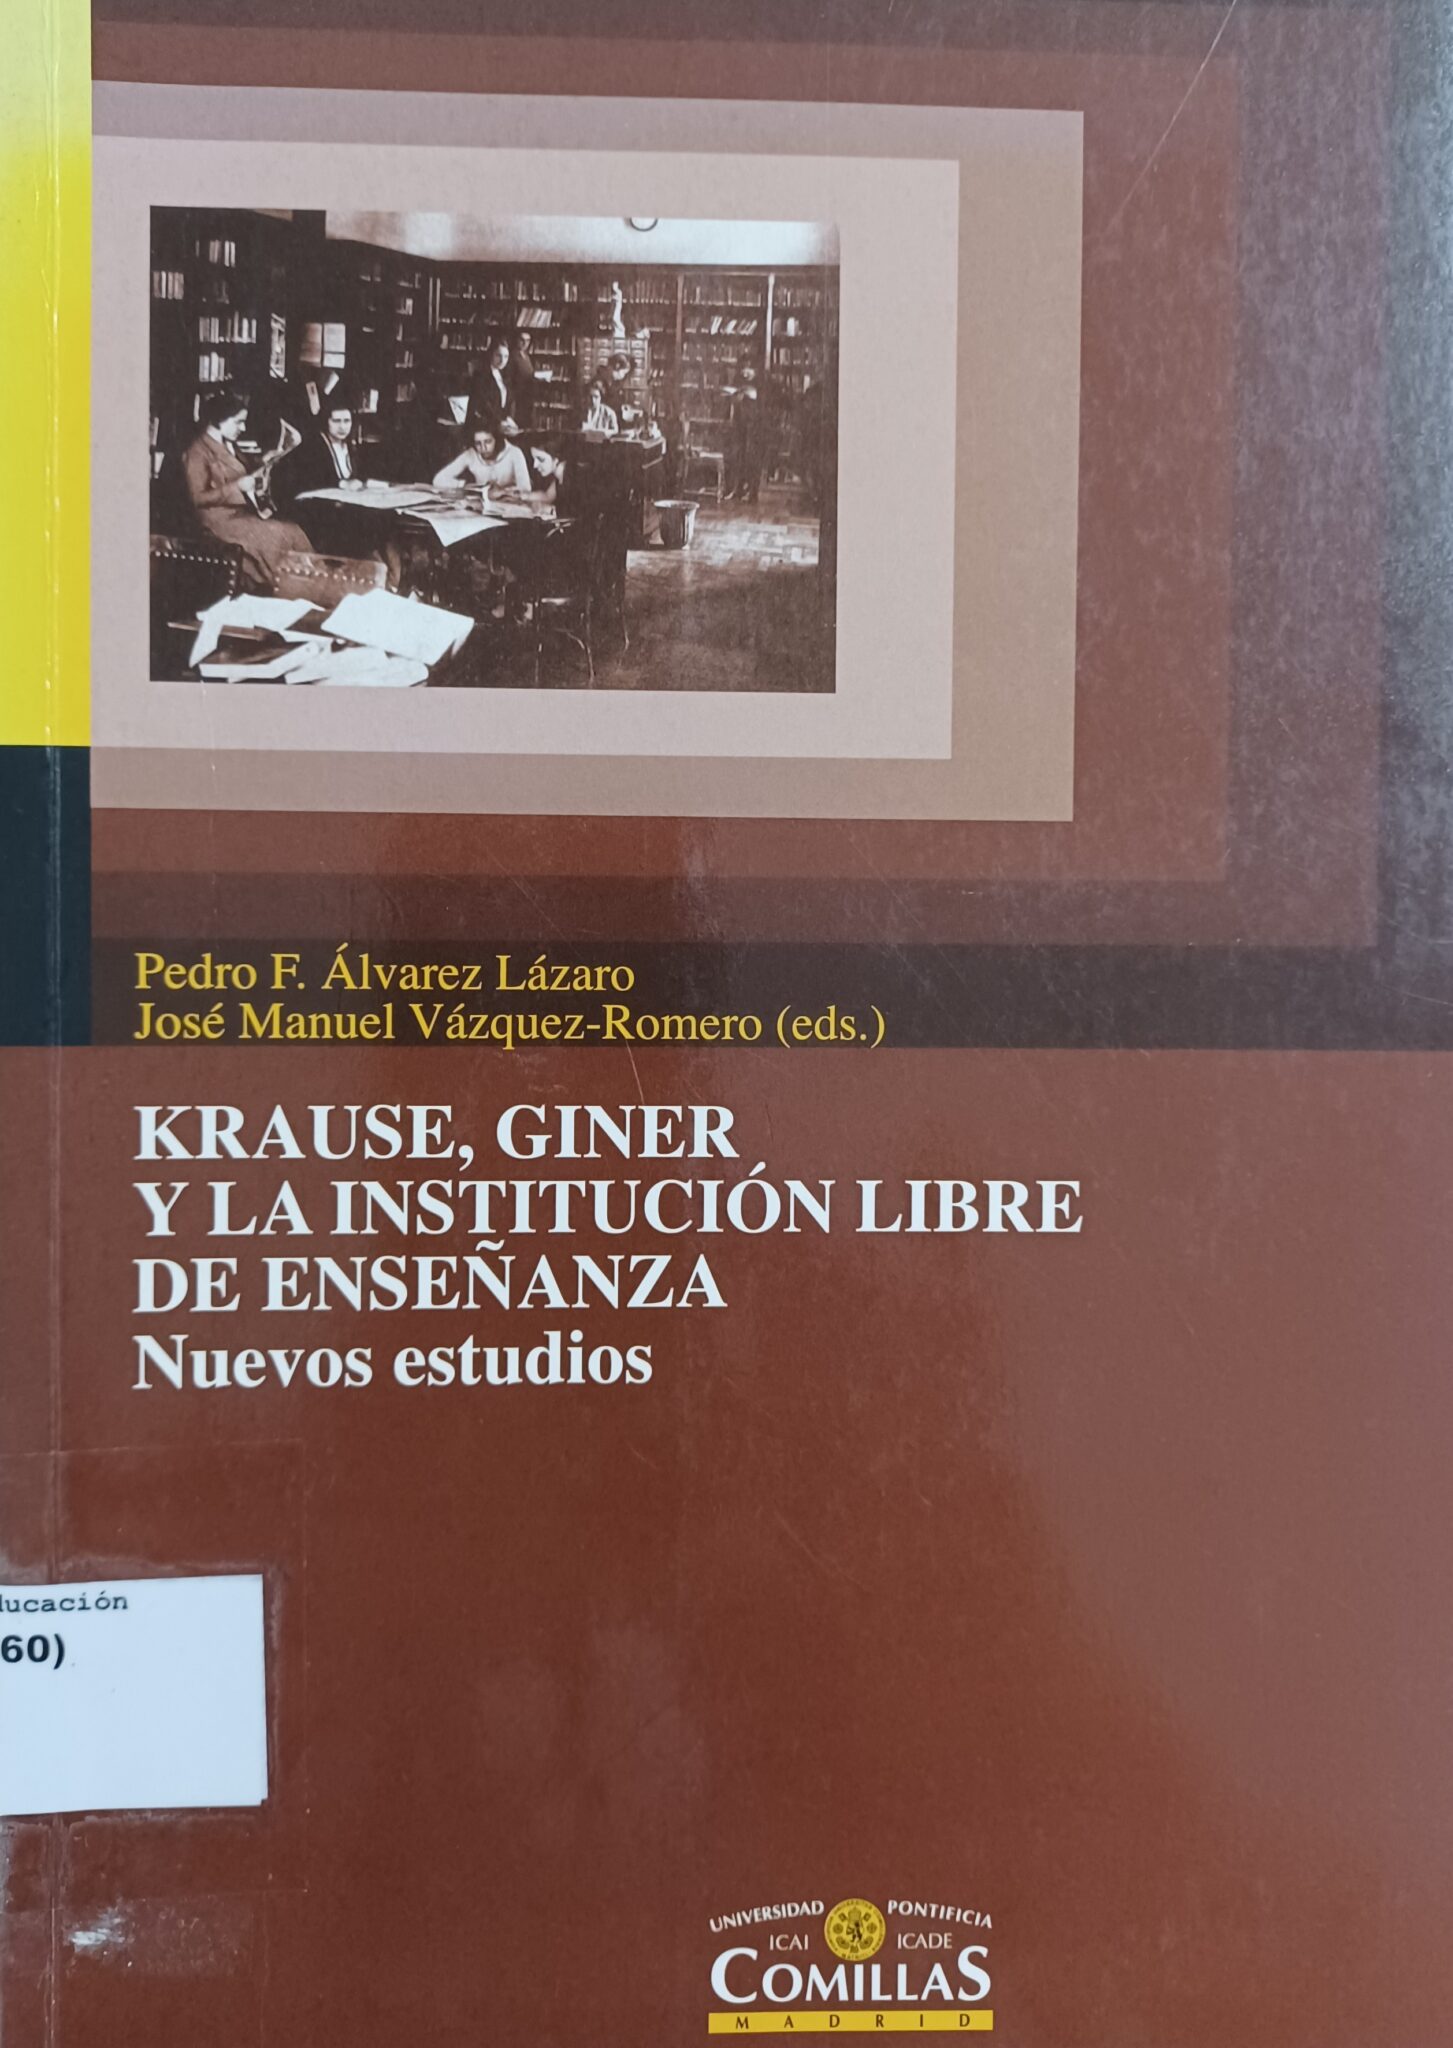 Pedro F. Álvarez Lázaro
José Manuel Vázquez-Romero (eds.)
KRAUSE, GINER
Y LA INSTITUCIÓN LIBRE
DE ENSEÑANZA
Nuevos estudios
ducación
60)
UNIVERSIDAD PONTIFICIA
ICAI ICADE
COMILLAS
MADRID